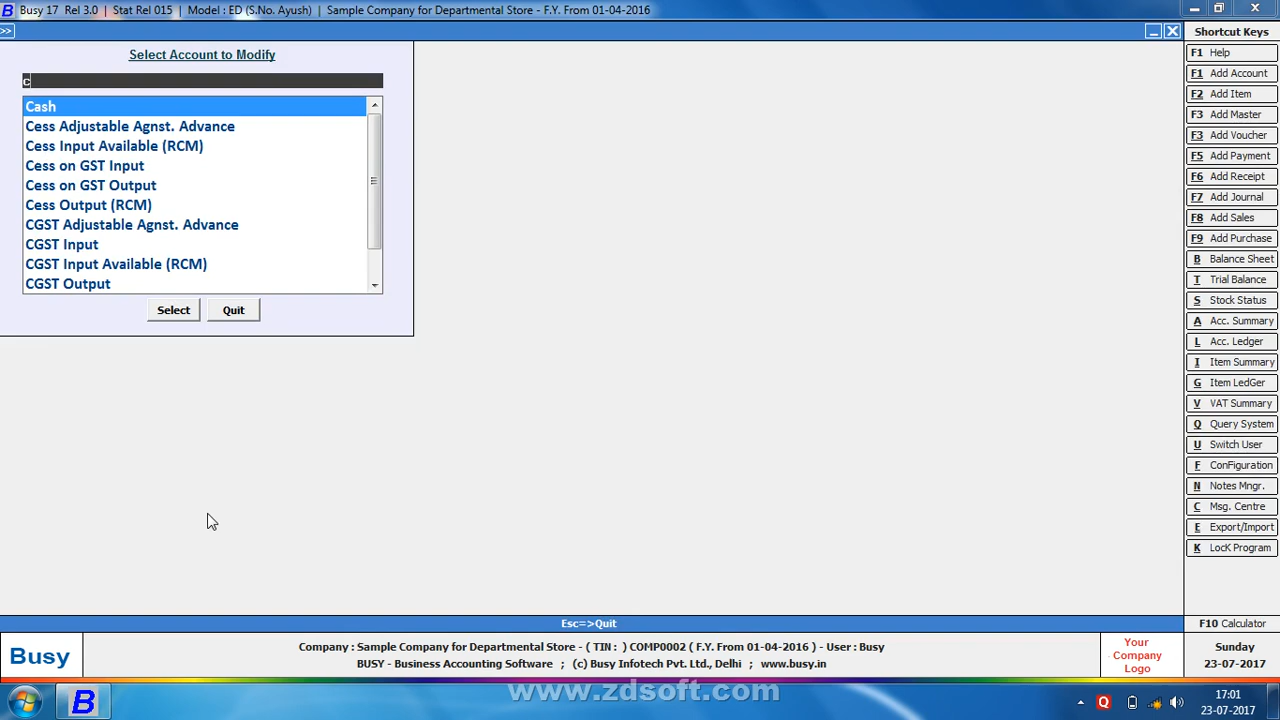 Busy 17 Rel 3.0 | Stat Rel 015 | Model : ED (S.No. Ayush) | Sample Company for Departmental Store - F.Y. From 01-04-2016 |
>>
Select Account to Modify
c
Cash
Cess Adjustable Agnst. Advance
Cess Input Available (RCM)
Cess on GST Input
Cess on GST Output
Cess Output (RCM)
CGST Adjustable Agnst. Advance
CGST Input
CGST Input Available (RCM)
CGST Output
Select Quit
Shortcut Keys
F1 Help
F1 Add Account
F2 Add Item
F3 Add Master
F3 Add Voucher
F5 Add Payment
F6 Add Receipt
F7 Add Journal
F8 Add Sales
F9 Add Purchase
B Balance Sheet
T Trial Balance
S Stock Status
A Acc. Summary
L Acc. Ledger
I Item Summary
G Item LedGer
V VAT Summary
Q Query System
U Switch User
F ConFiguration
N Notes Mngr.
C Msg. Centre
E Export/Import
K LocK Program
Esc=>Quit
F10 Calculator
Busy
Company : Sample Company for Departmental Store - ( TIN : ) COMP0002 ( F.Y. From 01-04-2016 ) - User : Busy
BUSY - Business Accounting Software ; (c) Busy Infotech Pvt. Ltd., Delhi ; www.busy.in
Your
Company
Logo
Sunday
23-07-2017
www.zdsoft.com
17:01
23-07-2017